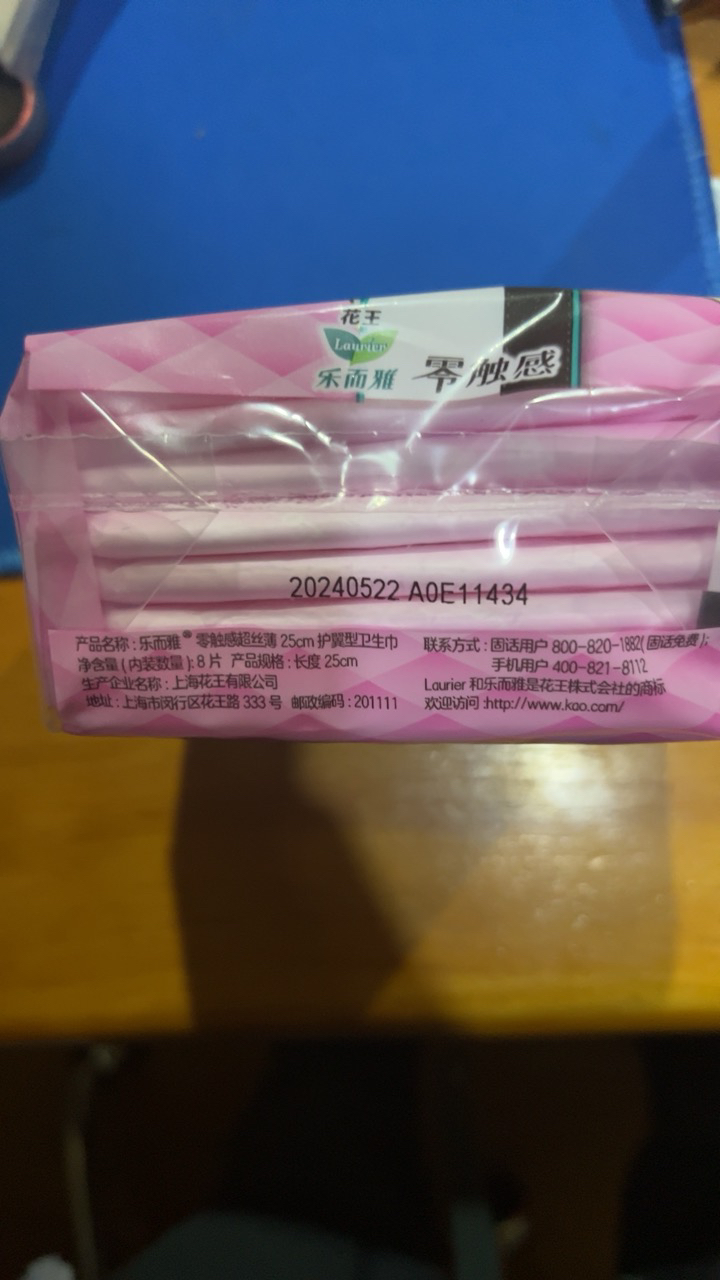 花王
Laurier
乐而雅 零触感
20240522 A0E11434
产品名称：乐而雅® 零触感超丝薄 25cm 护翼型卫生巾
净含量（内装数量）：8 片 产品规格：长度 25cm
生产企业名称：上海花王有限公司
地址：上海市闵行区花王路 333 号 邮政编码：201111
联系方式：固话用户 800-820-1882(固话免费)；
手机用户 400-821-8112
Laurier 和乐而雅是花王株式会社的商标
欢迎访问:http://www.kao.com/